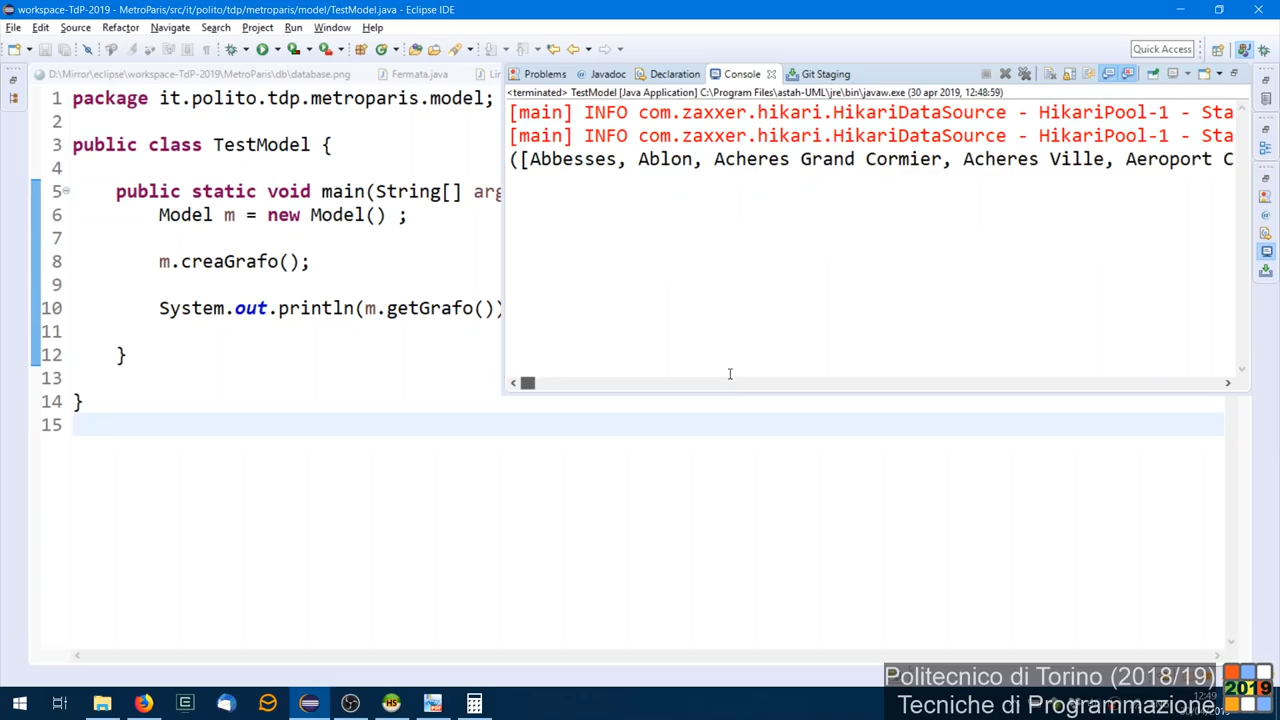 workspace-TdP-2019 - MetroParis/src/it/polito/tdp/metroparis/model/TestModel.java - Eclipse IDE
File Edit Source Refactor Navigate Search Project Run Window Help
Quick Access
D:\Mirror\eclipse\workspace-TdP-2019\MetroParis\db\database.png Fermata.java Lin
Problems Javadoc Declaration Console Git Staging
<terminated> TestModel [Java Application] C:\Program Files\astah-UML\jre\bin\javaw.exe (30 apr 2019, 12:48:59)
[main] INFO com.zaxxer.hikari.HikariDataSource - HikariPool-1 - Sta
[main] INFO com.zaxxer.hikari.HikariDataSource - HikariPool-1 - Sta
([Abbesses, Ablon, Acheres Grand Cormier, Acheres Ville, Aeroport C
1 package it.polito.tdp.metroparis.model;
2
3 public class TestModel {
4
5 public static void main(String[] arg
6 Model m = new Model() ;
7
8 m.creaGrafo();
9
10 System.out.println(m.getGrafo())
11
12 }
13
14 }
15
Politecnico di Torino (2018/19)
Tecniche di Programmazione
2019
12:49